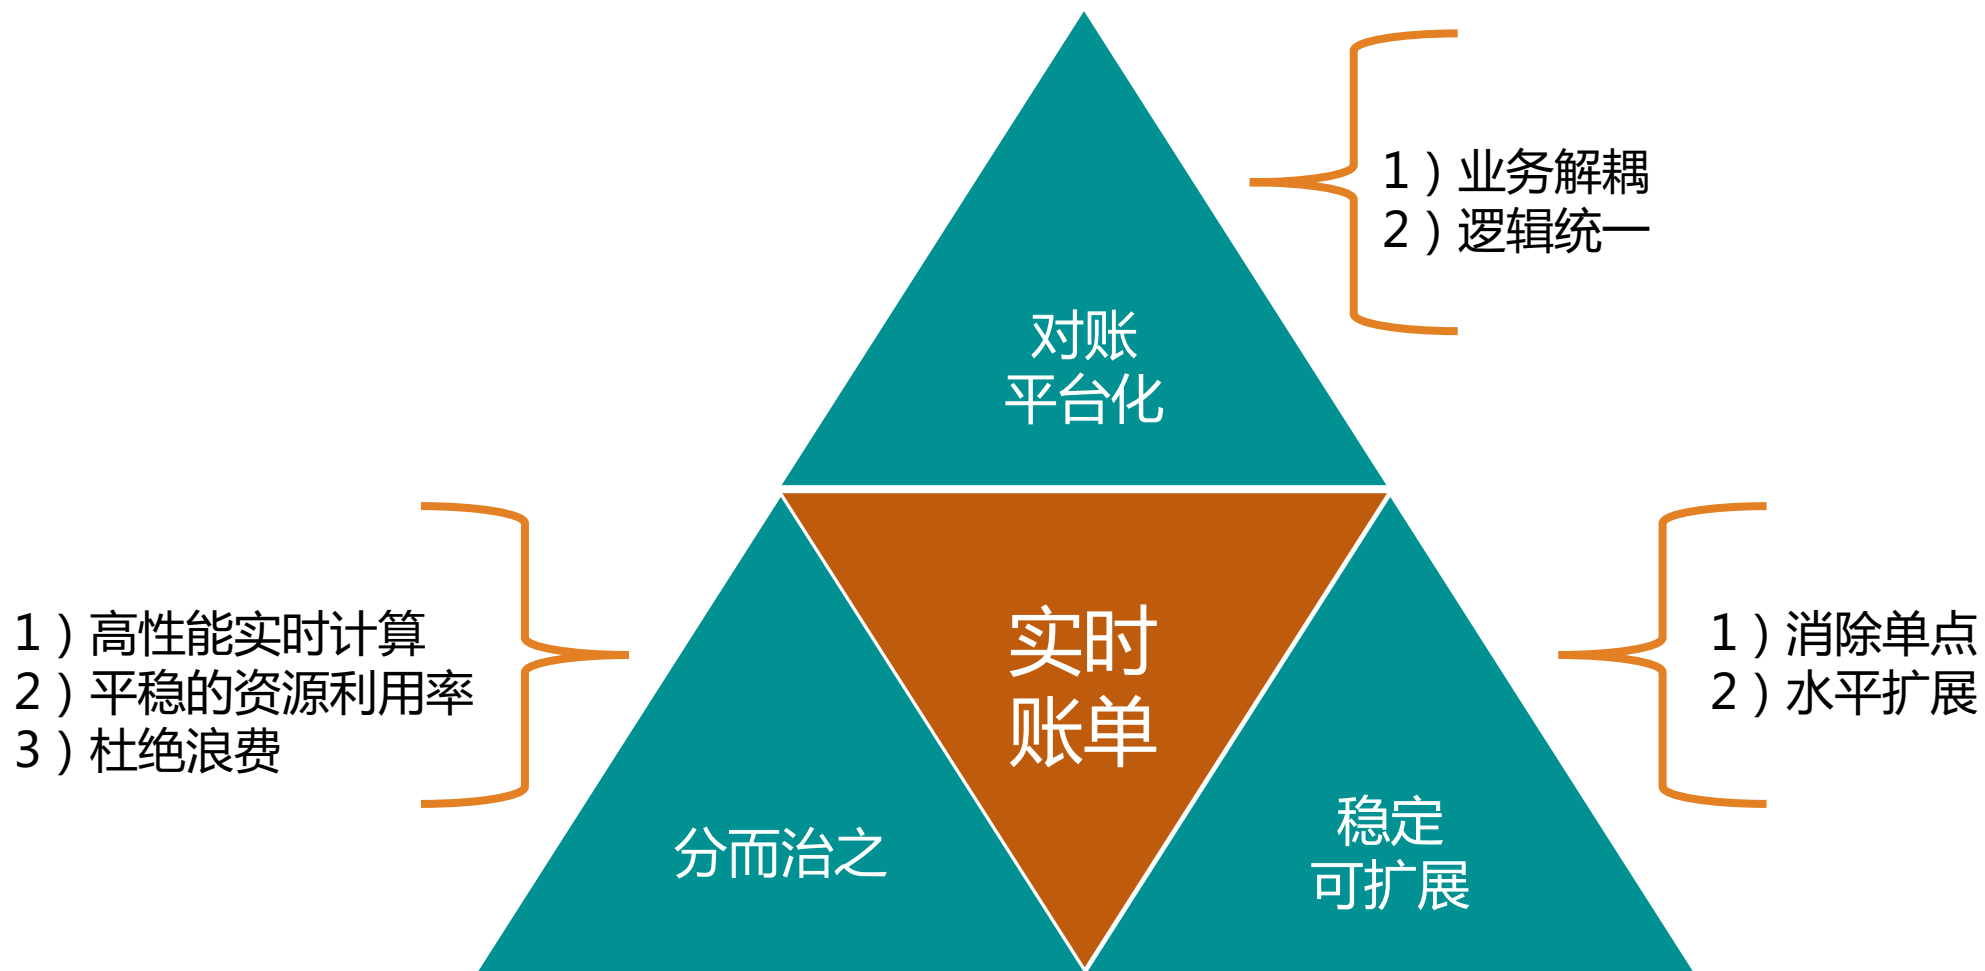 1）业务解耦
2）逻辑统一
对账
平台化
1）高性能实时计算
2）平稳的资源利用率
3）杜绝浪费
实时
账单
1）消除单点
2）水平扩展
分而治之
稳定
可扩展